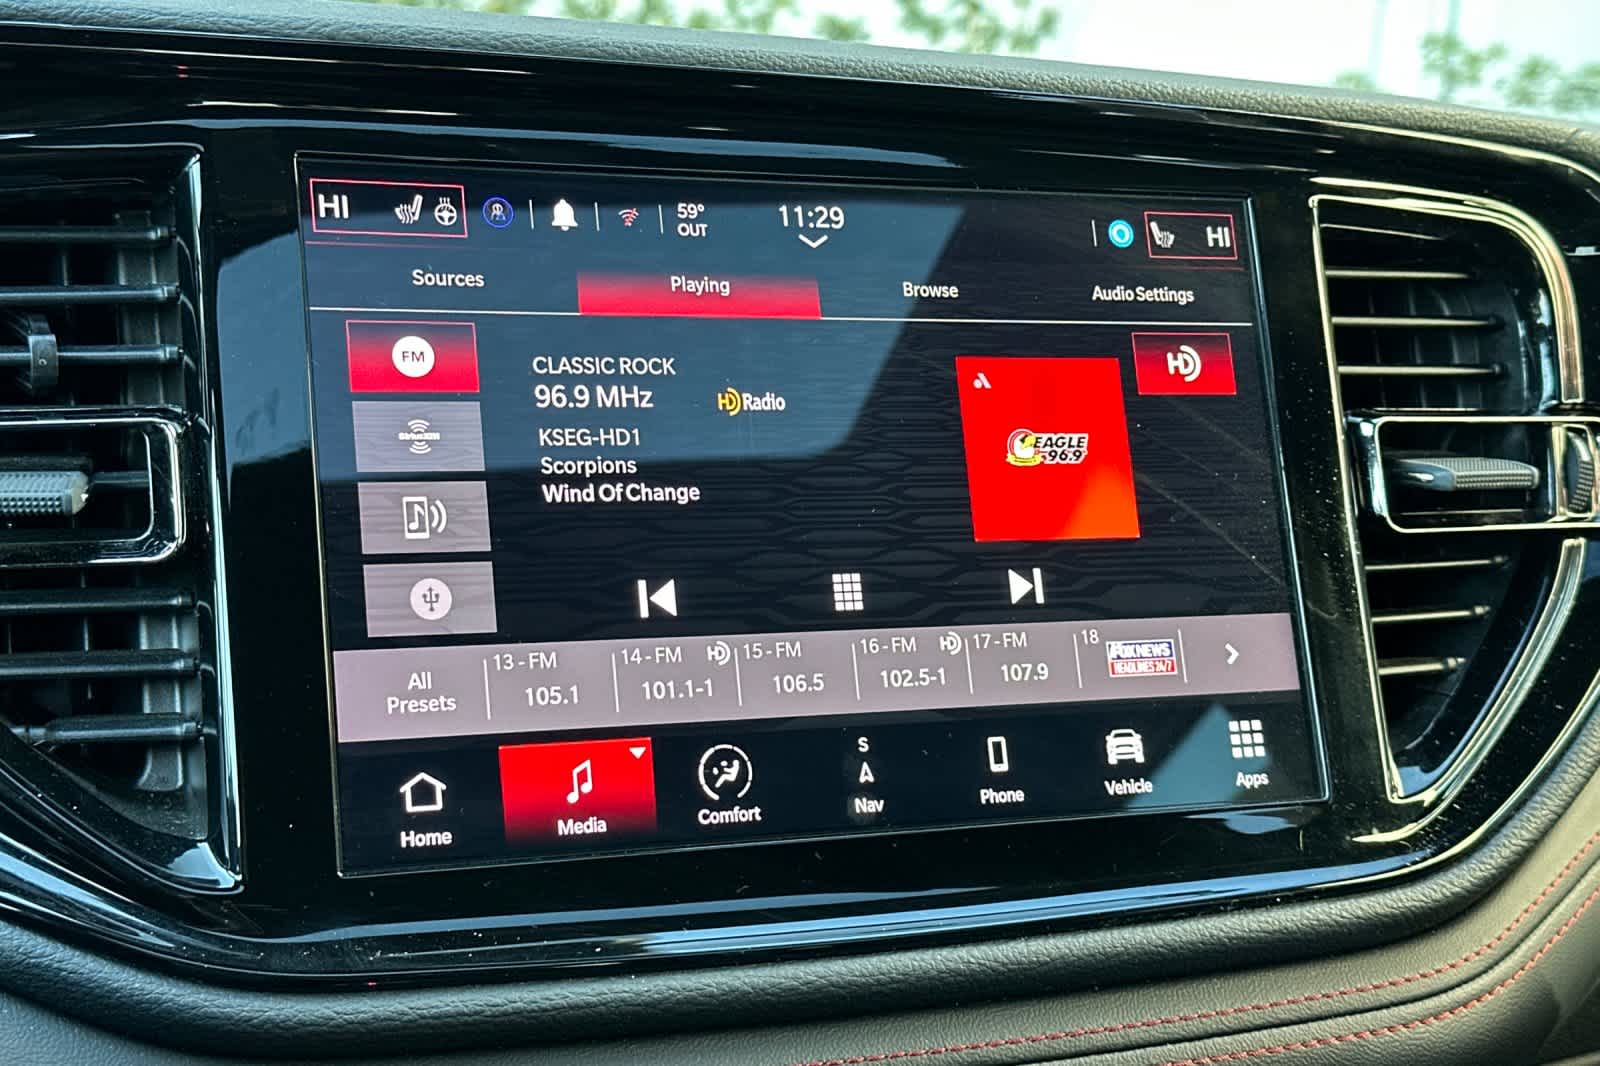 HI
59°
OUT
11:29
HI
Sources
Playing
Browse
Audio Settings
FM
SiriusXM
CLASSIC ROCK
96.9 MHz
HD Radio
KSEG-HD1
Scorpions
Wind Of Change
EAGLE
96.9
HD
All
Presets
13 - FM
105.1
14 - FM HD
101.1-1
15 - FM
106.5
16 - FM HD
102.5-1
17 - FM
107.9
18
FOX NEWS
HEADLINES 24/7
Home
Media
Comfort
S
A
Nav
Phone
Vehicle
Apps